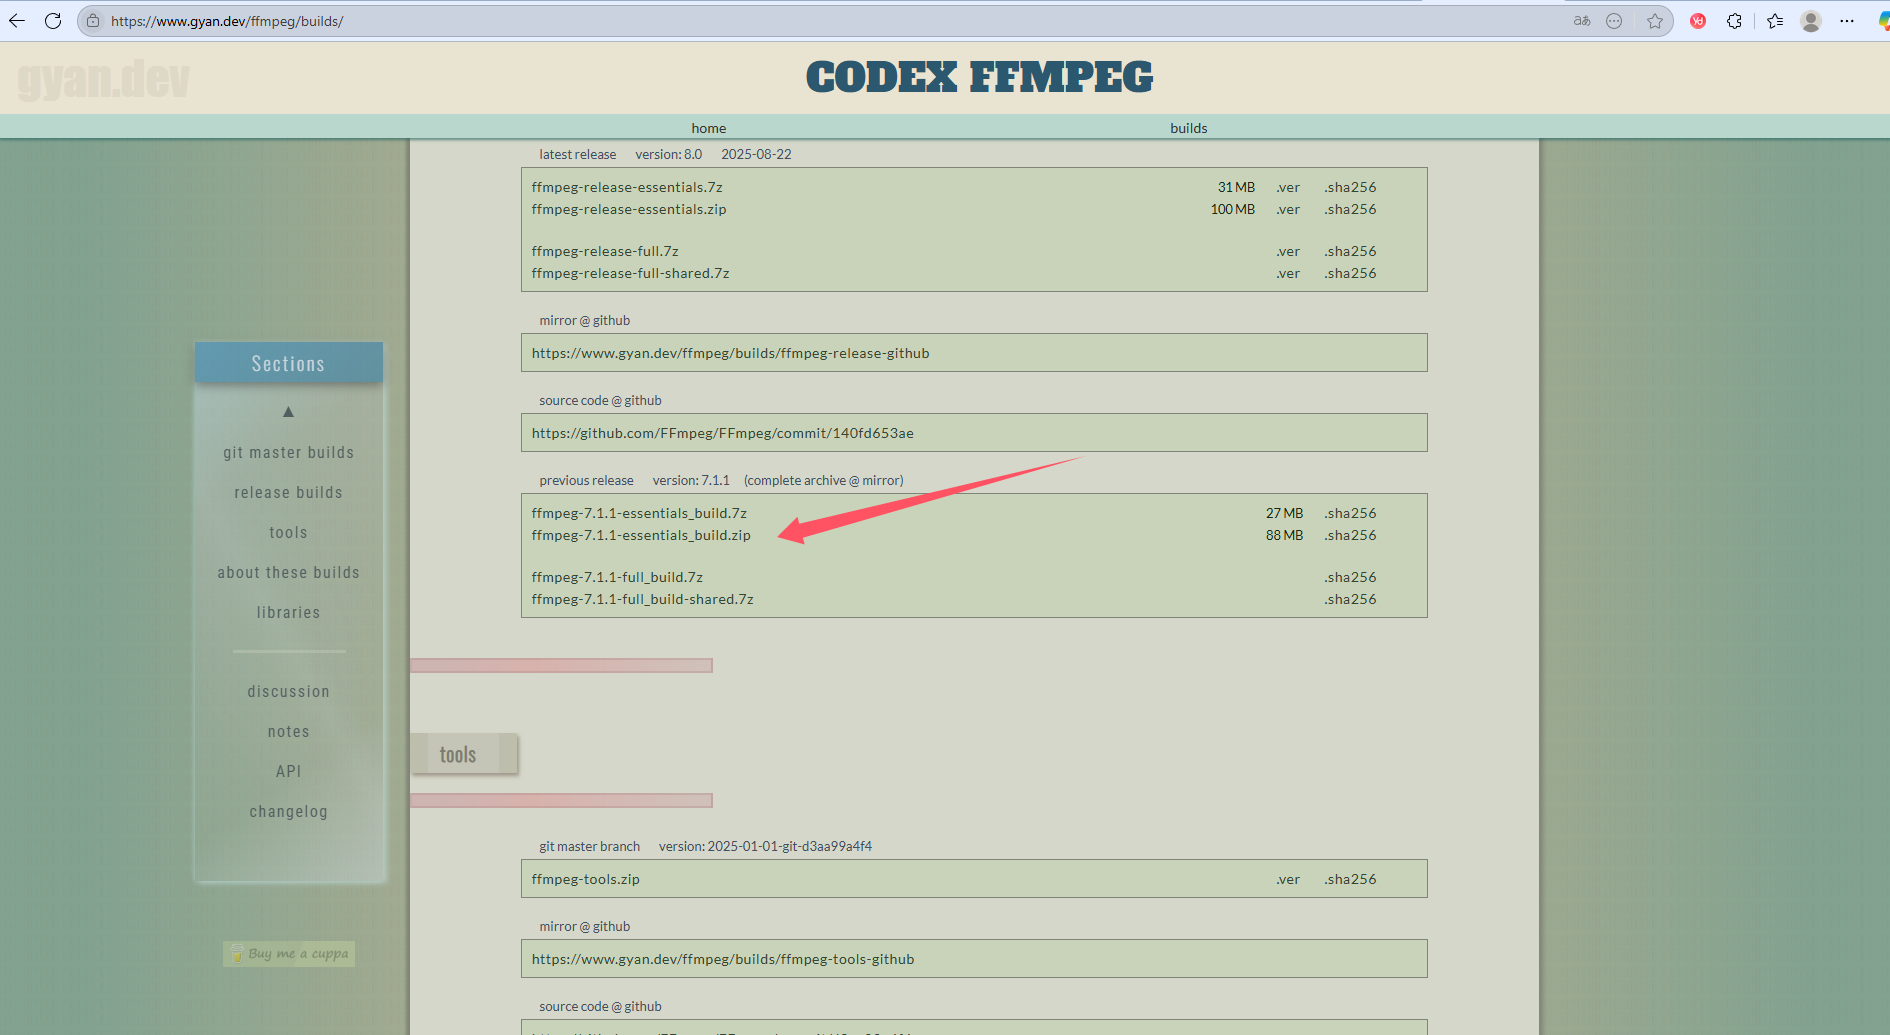 https://www.gyan.dev/ffmpeg/builds/
gyan.dev
CODEX FFMPEG
home builds
latest release version: 8.0 2025-08-22
ffmpeg-release-essentials.7z 31 MB .ver .sha256
ffmpeg-release-essentials.zip 100 MB .ver .sha256
ffmpeg-release-full.7z .ver .sha256
ffmpeg-release-full-shared.7z .ver .sha256
mirror @ github
https://www.gyan.dev/ffmpeg/builds/ffmpeg-release-github
source code @ github
https://github.com/FFmpeg/FFmpeg/commit/140fd653ae
previous release version: 7.1.1 (complete archive @ mirror)
ffmpeg-7.1.1-essentials_build.7z 27 MB .sha256
ffmpeg-7.1.1-essentials_build.zip 88 MB .sha256
ffmpeg-7.1.1-full_build.7z .sha256
ffmpeg-7.1.1-full_build-shared.7z .sha256
Sections
▲
git master builds
release builds
tools
about these builds
libraries
discussion
notes
API
changelog
Buy me a cuppa
tools
git master branch version: 2025-01-01-git-d3aa99a4f4
ffmpeg-tools.zip .ver .sha256
mirror @ github
https://www.gyan.dev/ffmpeg/builds/ffmpeg-tools-github
source code @ github